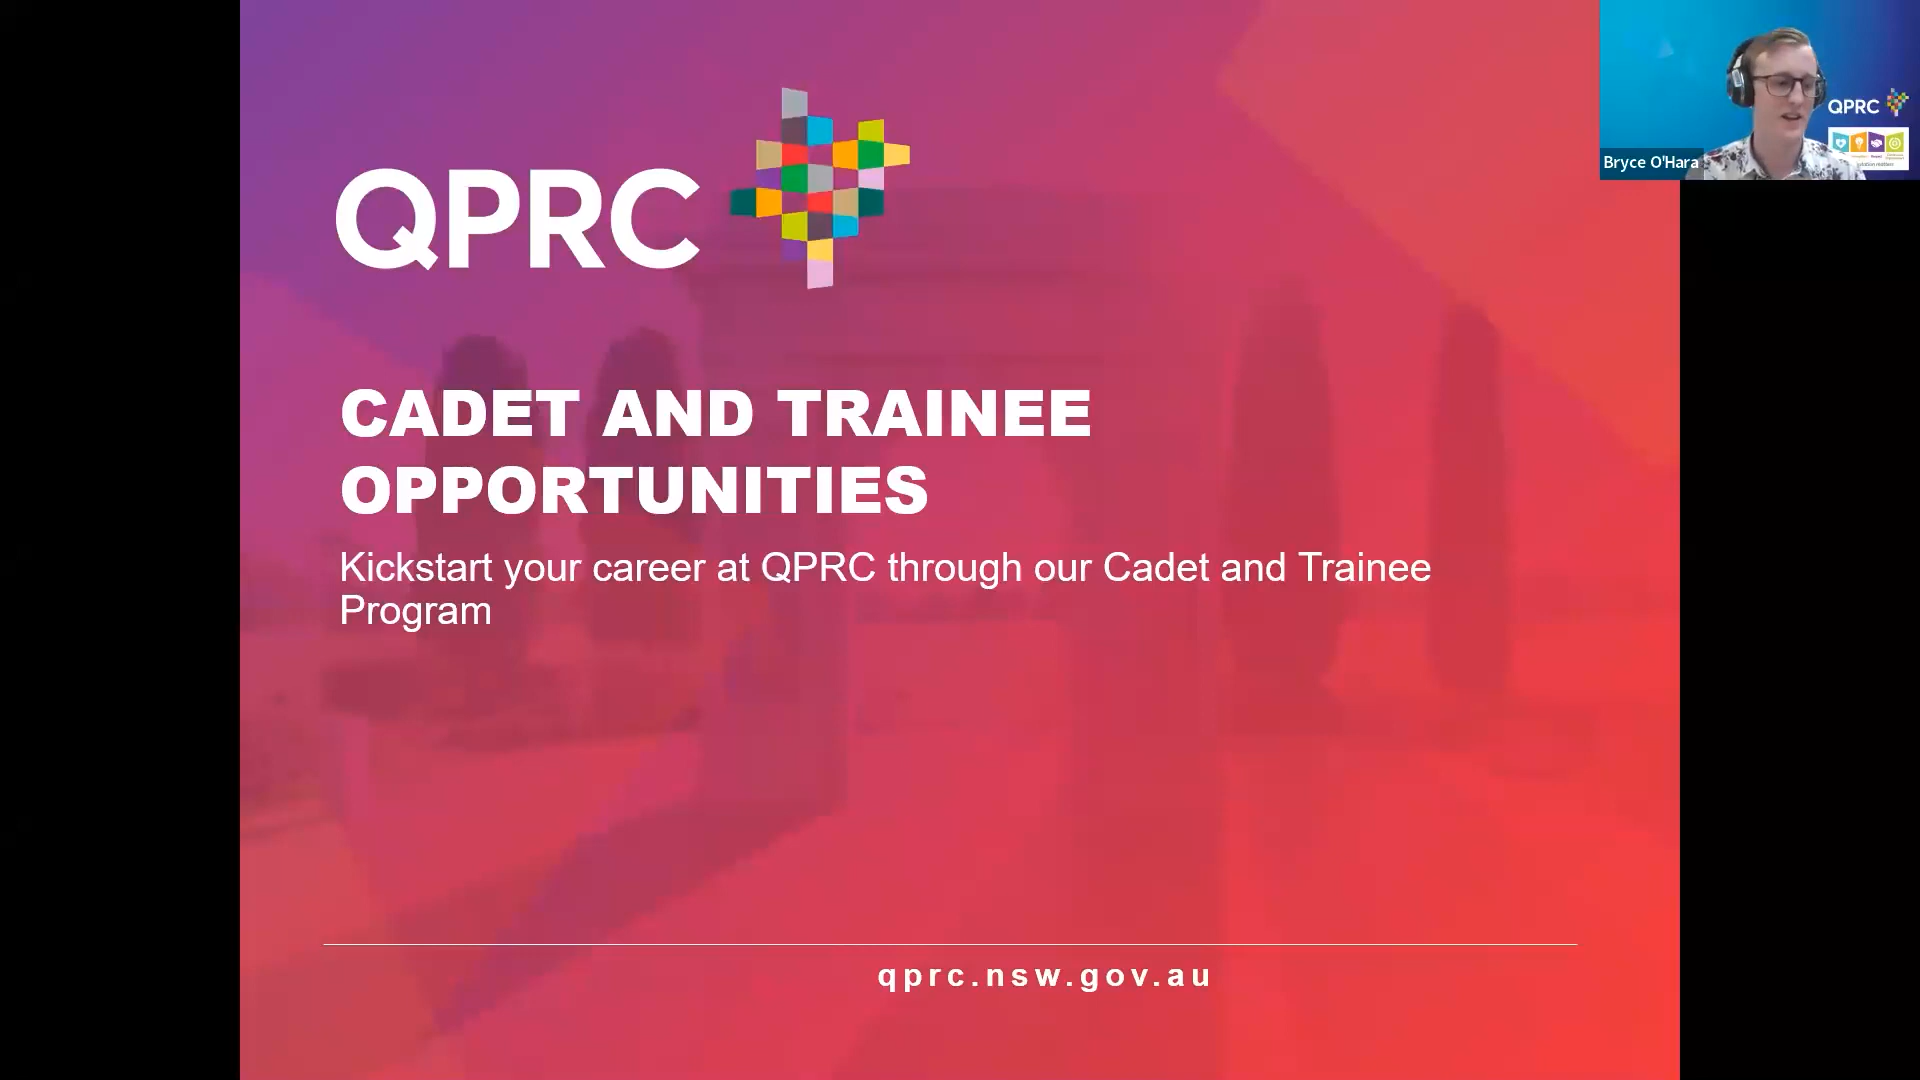 QPRC
CADET AND TRAINEE
OPPORTUNITIES
Kickstart your career at QPRC through our Cadet and Trainee
Program
qprc.nsw.gov.au
Bryce O'Hara
QPRC